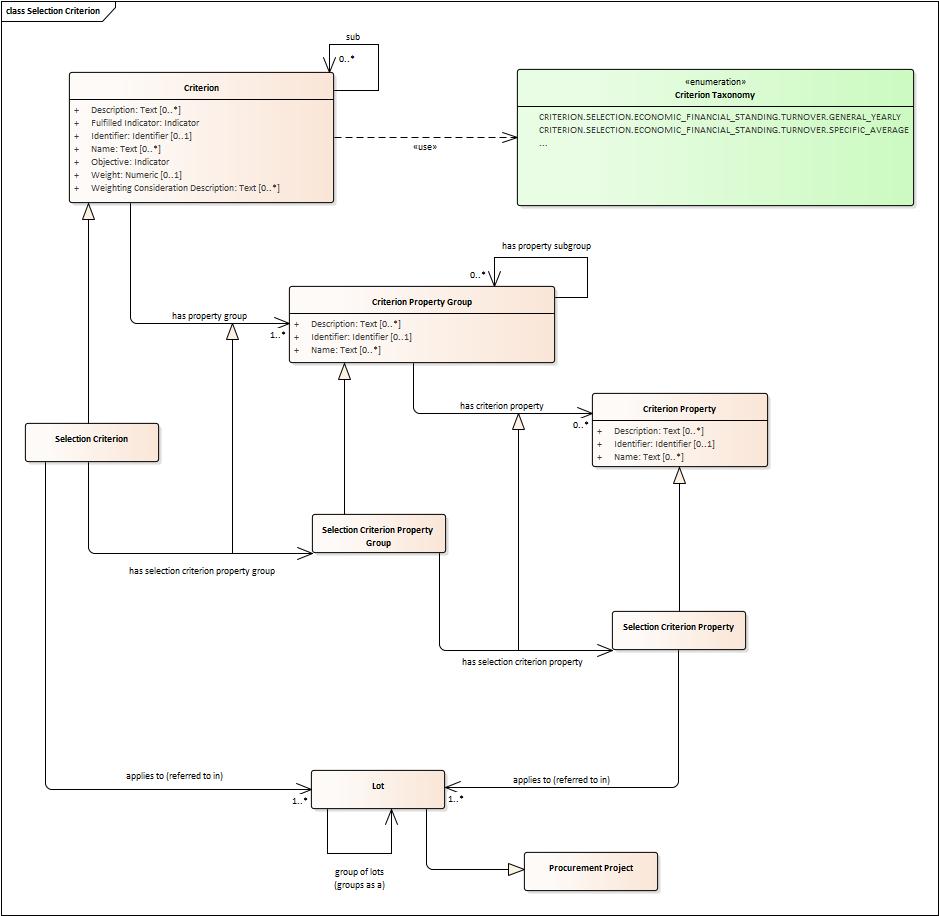 class Selection Criterion
sub
0..*
Criterion
+ Description: Text [0..*]
+ Fulfilled Indicator: Indicator
+ Identifier: Identifier [0..1]
+ Name: Text [0..*]
+ Objective: Indicator
+ Weight: Numeric [0..1]
+ Weighting Consideration Description: Text [0..*]
«use»
«enumeration»
Criterion Taxonomy
CRITERION.SELECTION.ECONOMIC_FINANCIAL_STANDING.TURNOVER.GENERAL_YEARLY
CRITERION.SELECTION.ECONOMIC_FINANCIAL_STANDING.TURNOVER.SPECIFIC_AVERAGE
...
has property subgroup
0..*
has property group
1..*
Criterion Property Group
+ Description: Text [0..*]
+ Identifier: Identifier [0..1]
+ Name: Text [0..*]
has criterion property
0..*
Criterion Property
+ Description: Text [0..*]
+ Identifier: Identifier [0..1]
+ Name: Text [0..*]
Selection Criterion
Selection Criterion Property
Group
has selection criterion property group
Selection Criterion Property
has selection criterion property
applies to (referred to in)
1..*
Lot
applies to (referred to in)
1..*
group of lots
(groups as a)
Procurement Project